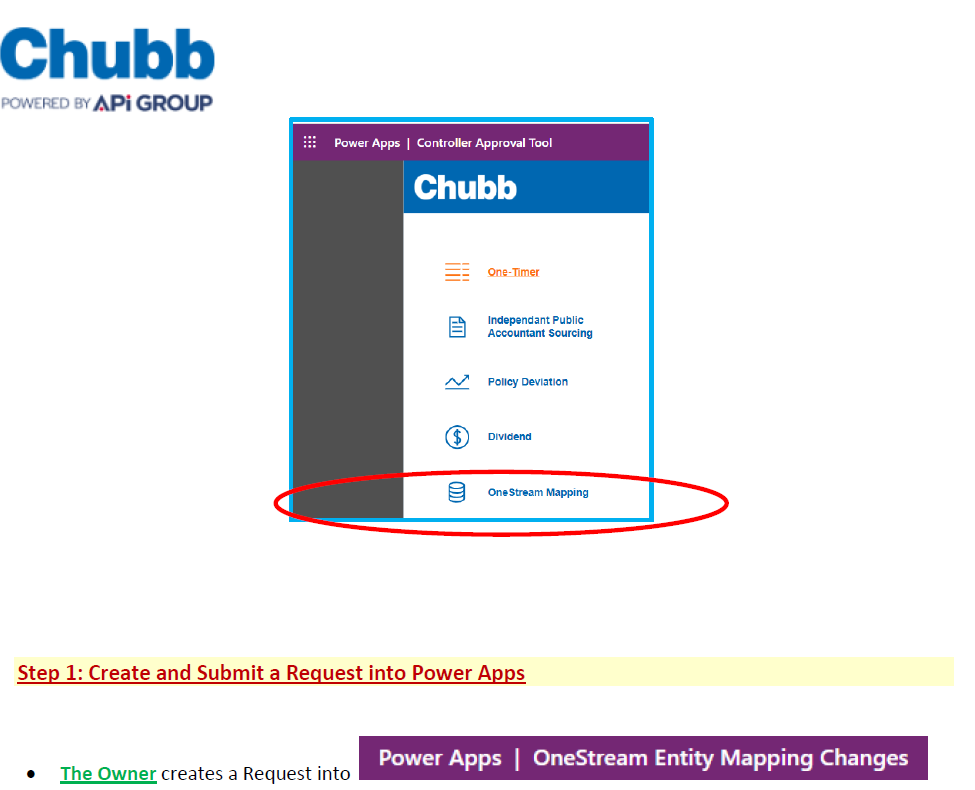 Chubb
POWERED BY APi GROUP
Power Apps | Controller Approval Tool
Chubb
One-Timer
Independant Public
Accountant Sourcing
Policy Deviation
Dividend
OneStream Mapping
Step 1: Create and Submit a Request into Power Apps
• The Owner creates a Request into Power Apps | OneStream Entity Mapping Changes